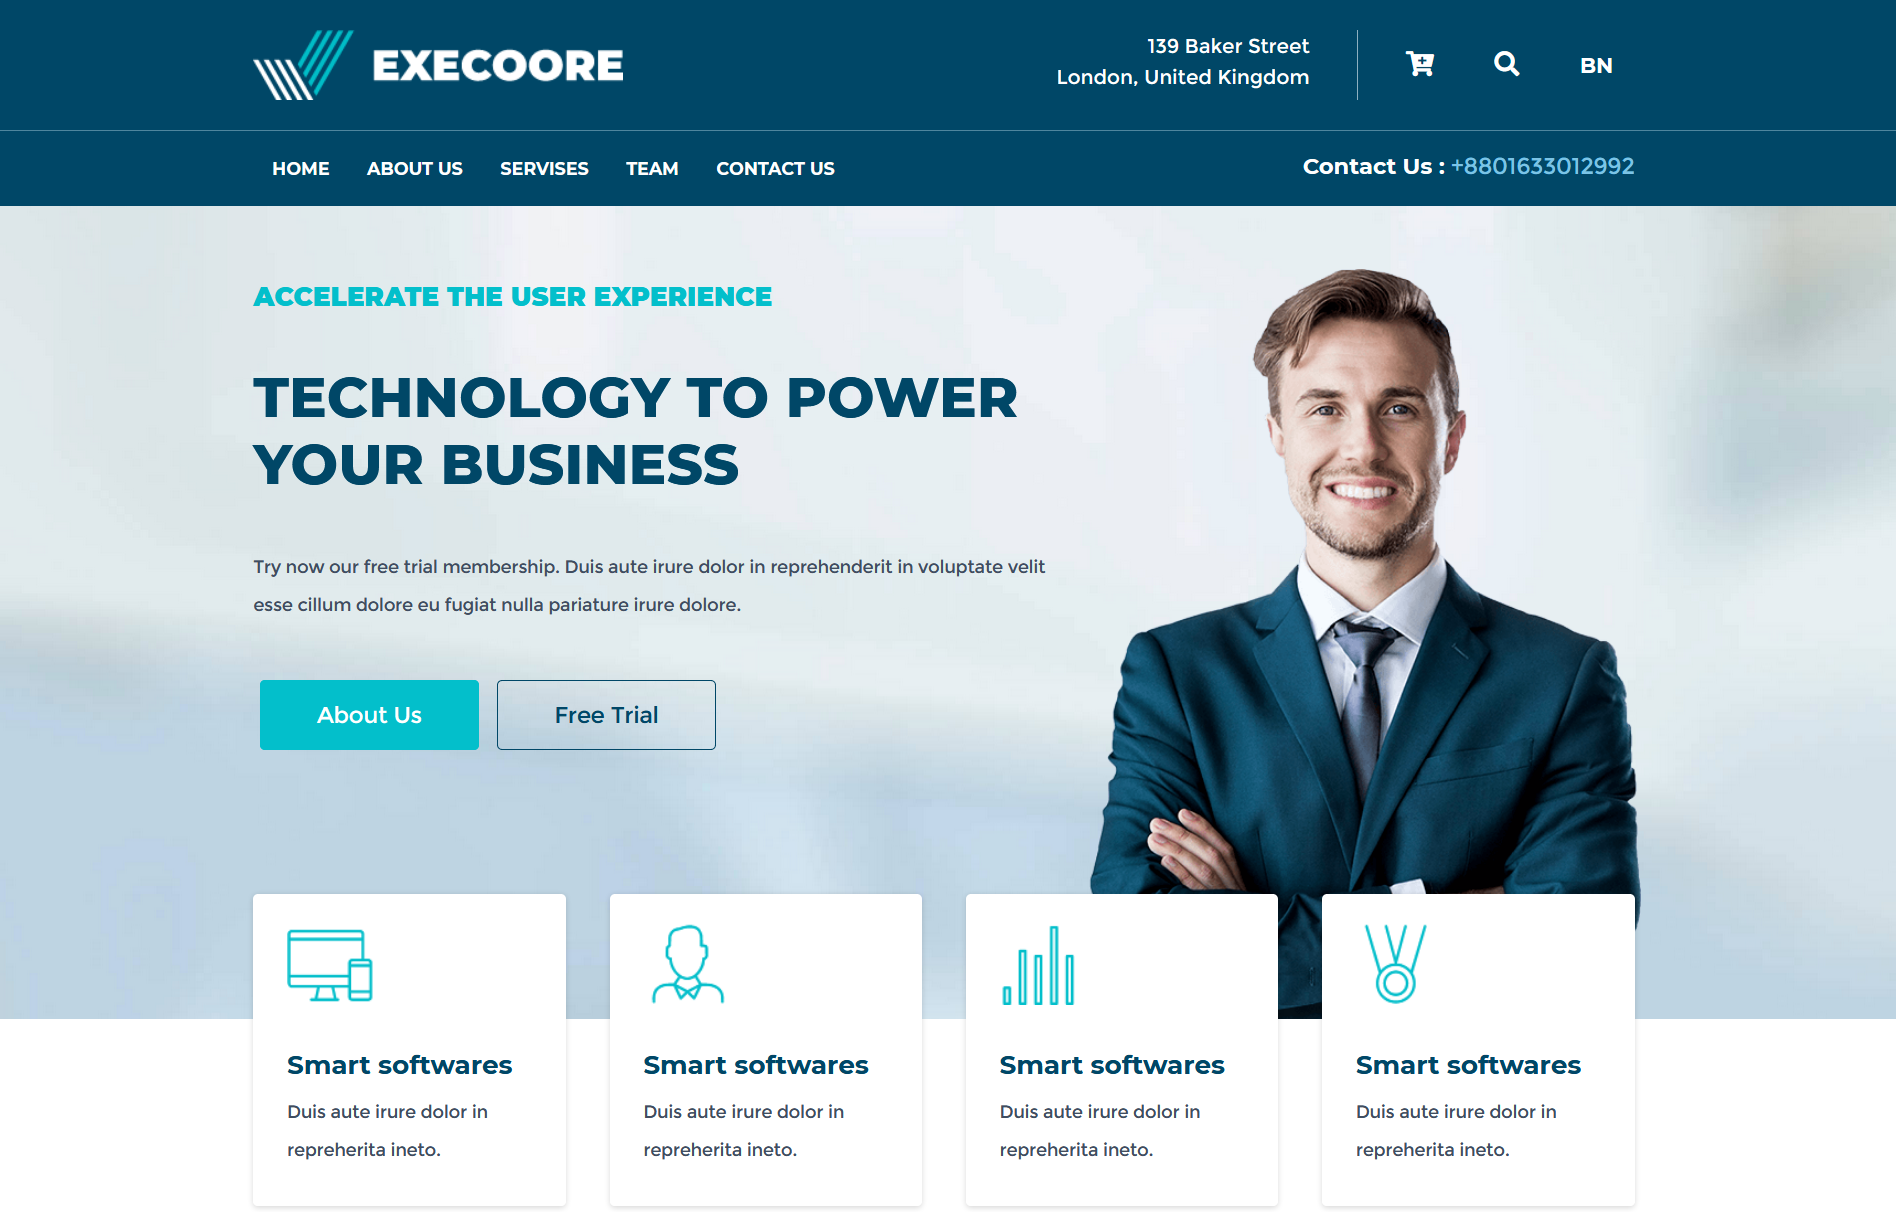 EXECOORE
139 Baker Street
London, United Kingdom
BN
HOME ABOUT US SERVISES TEAM CONTACT US
Contact Us : +8801633012992
ACCELERATE THE USER EXPERIENCE
TECHNOLOGY TO POWER
YOUR BUSINESS
Try now our free trial membership. Duis aute irure dolor in reprehenderit in voluptate velit
esse cillum dolore eu fugiat nulla pariature irure dolore.
About Us
Free Trial
Smart softwares
Duis aute irure dolor in
repreherita ineto.
Smart softwares
Duis aute irure dolor in
repreherita ineto.
Smart softwares
Duis aute irure dolor in
repreherita ineto.
Smart softwares
Duis aute irure dolor in
repreherita ineto.